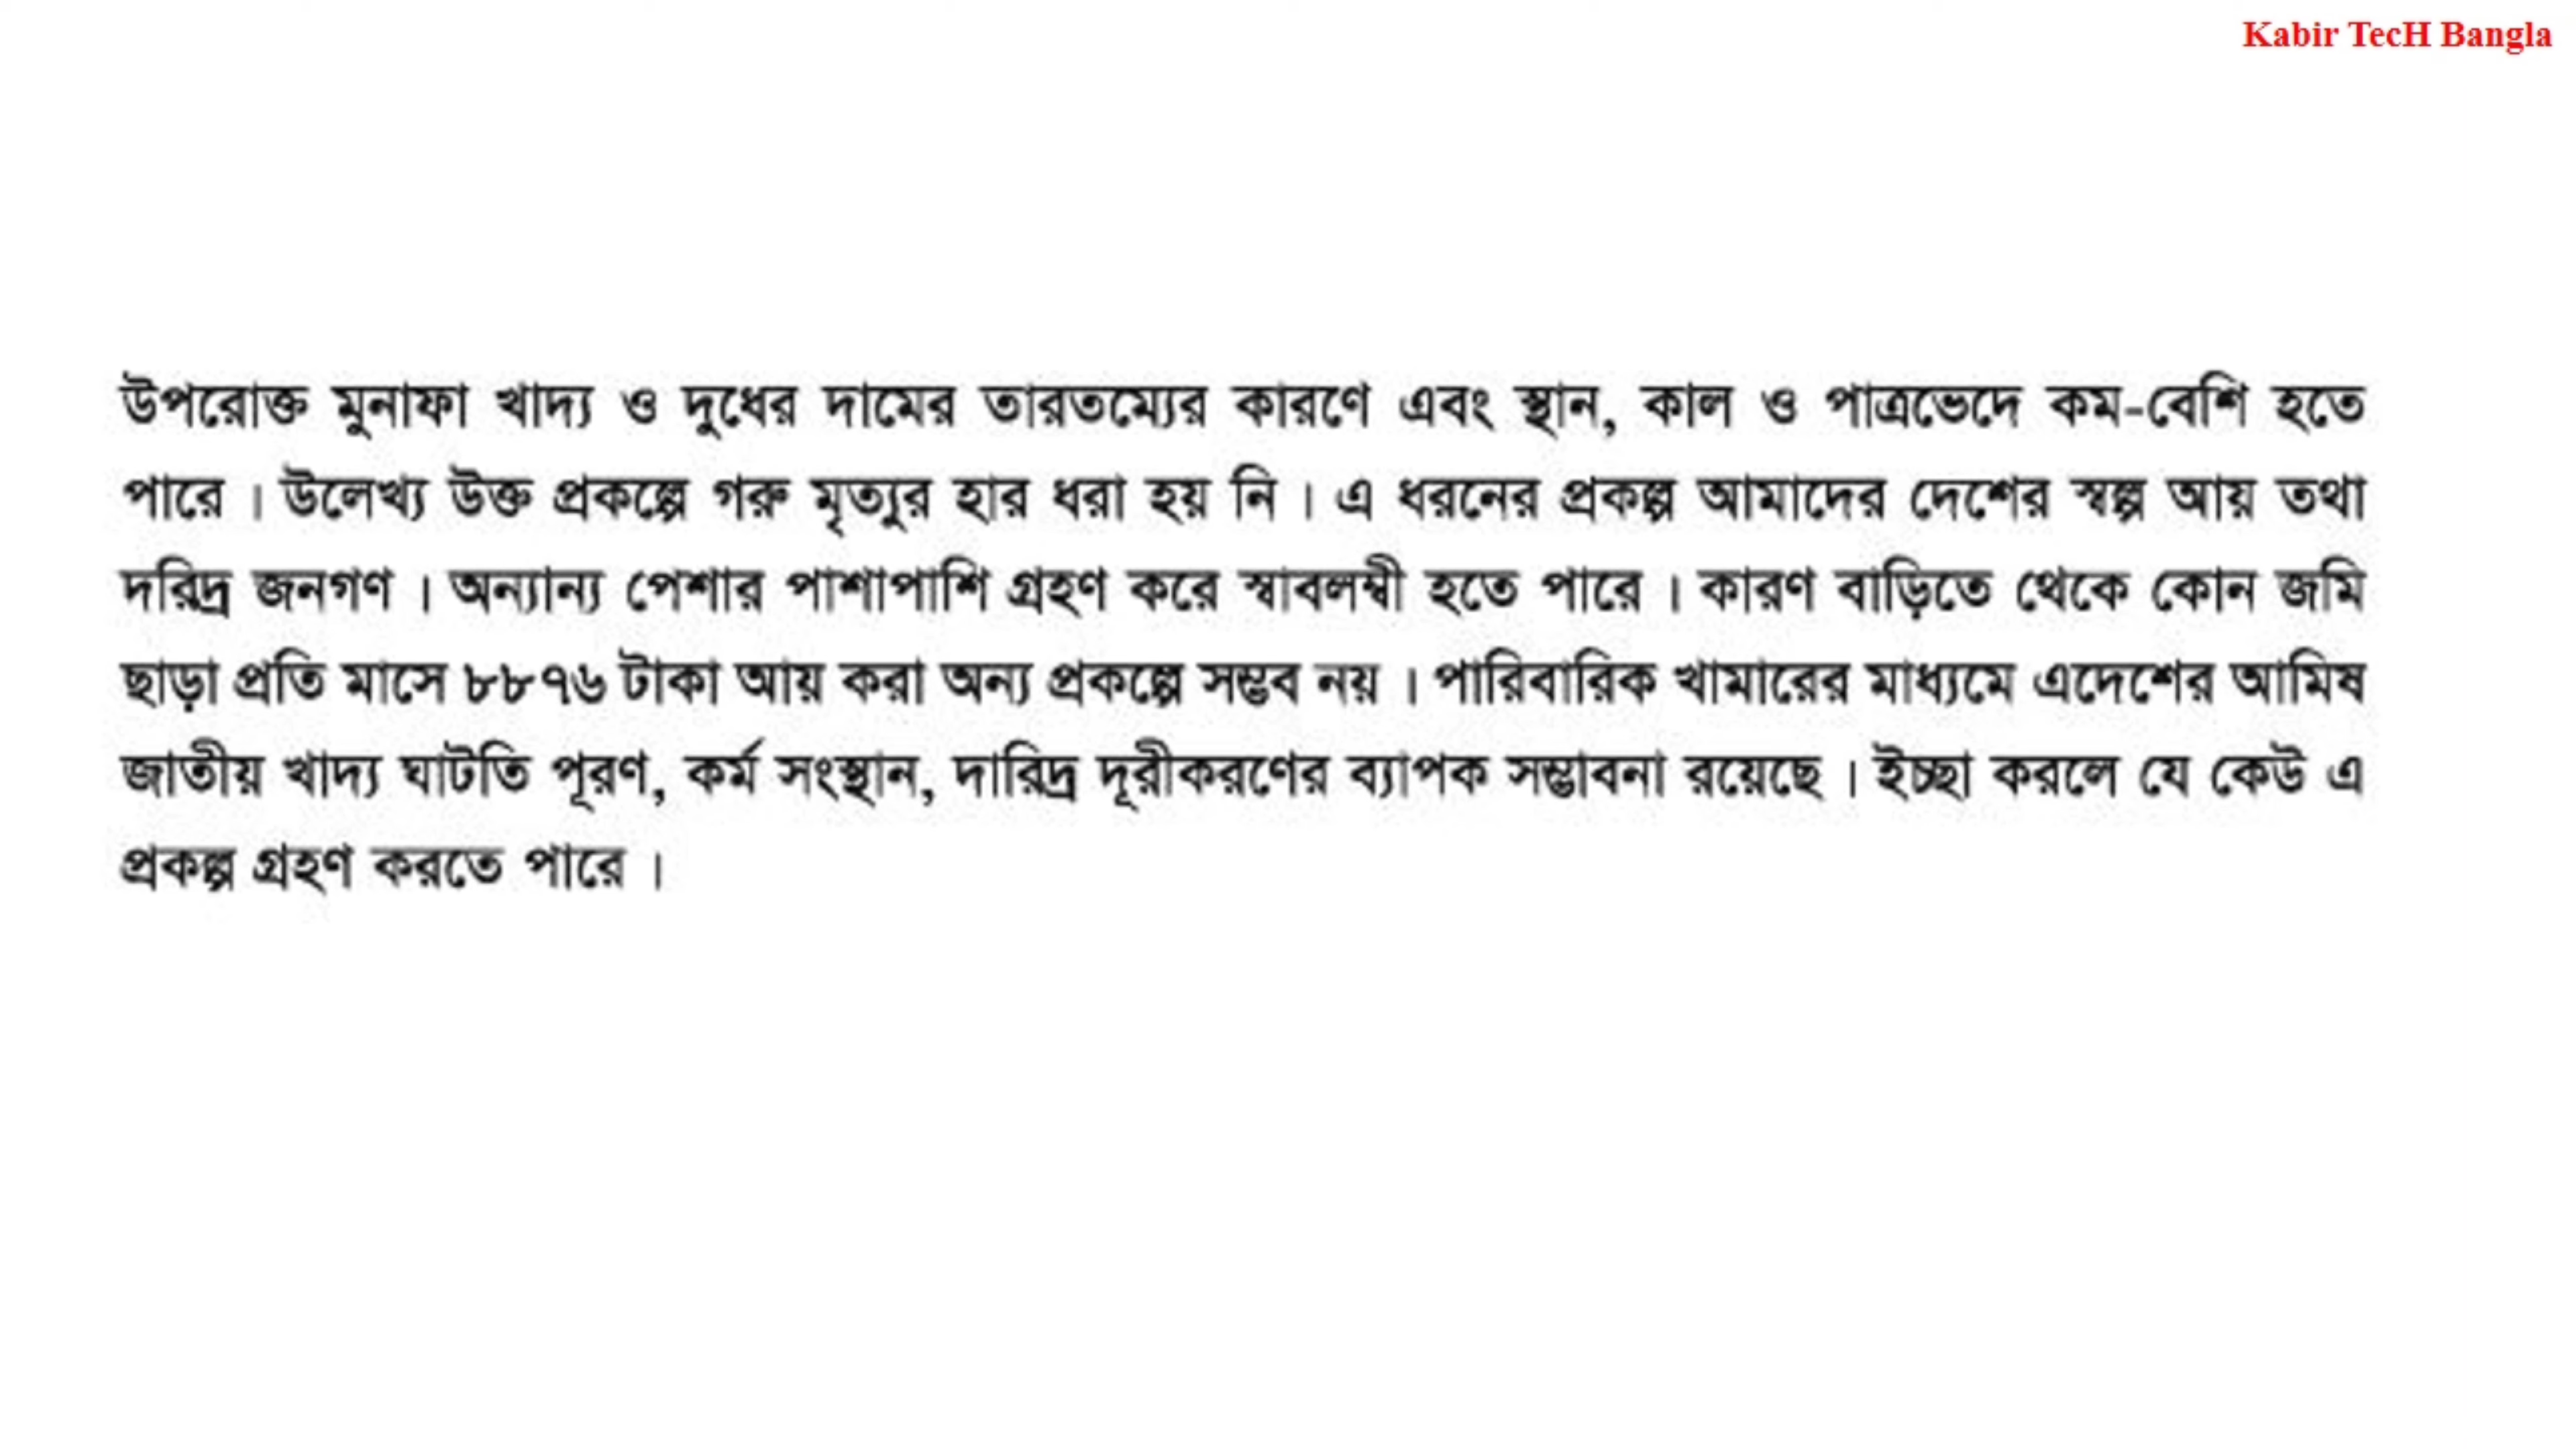 Kabir TecH Bangla
উপরোক্ত মুনাফা খাদ্য ও দুধের দামের তারতম্যের কারণে এবং স্থান, কাল ও পাত্রভেদে কম-বেশি হতে
পারে । উলেখ্য উক্ত প্রকল্পে গরু মৃত্যুর হার ধরা হয় নি । এ ধরনের প্রকল্প আমাদের দেশের স্বল্প আয় তথা
দরিদ্র জনগণ । অন্যান্য পেশার পাশাপাশি গ্রহণ করে স্বাবলম্বী হতে পারে । কারণ বাড়িতে থেকে কোন জমি
ছাড়া প্রতি মাসে ৮৮৭৬ টাকা আয় করা অন্য প্রকল্পে সম্ভব নয় । পারিবারিক খামারের মাধ্যমে এদেশের আমিষ
জাতীয় খাদ্য ঘাটতি পূরণ, কর্ম সংস্থান, দারিদ্র দূরীকরণের ব্যাপক সম্ভাবনা রয়েছে । ইচ্ছা করলে যে কেউ এ
প্রকল্প গ্রহণ করতে পারে ।